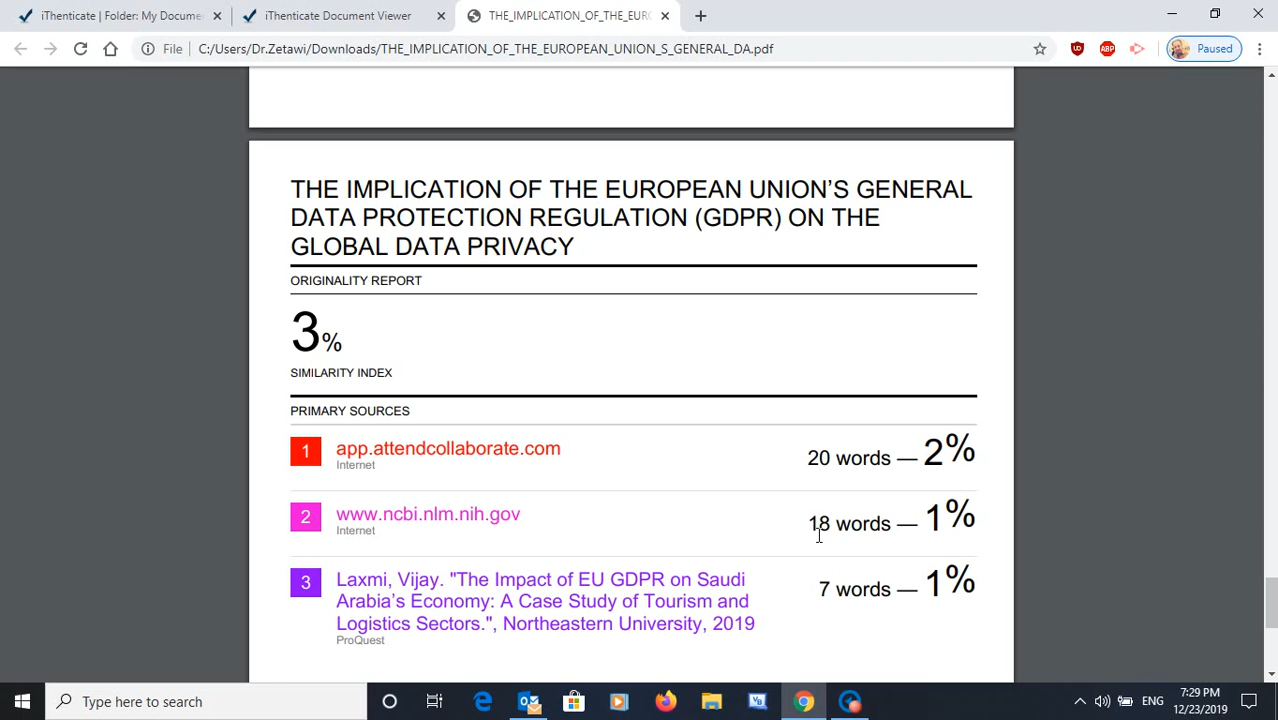 iThenticate | Folder: My Docume
iThenticate Document Viewer
THE_IMPLICATION_OF_THE_EUR
File
C:/Users/Dr.Zetawi/Downloads/THE_IMPLICATION_OF_THE_EUROPEAN_UNION_S_GENERAL_DA.pdf
ABP
Paused
THE IMPLICATION OF THE EUROPEAN UNION’S GENERAL
DATA PROTECTION REGULATION (GDPR) ON THE
GLOBAL DATA PRIVACY
ORIGINALITY REPORT
3%
SIMILARITY INDEX
PRIMARY SOURCES
1
app.attendcollaborate.com
Internet
20 words — 2%
2
www.ncbi.nlm.nih.gov
Internet
18 words — 1%
3
Laxmi, Vijay. "The Impact of EU GDPR on Saudi
Arabia’s Economy: A Case Study of Tourism and
Logistics Sectors.", Northeastern University, 2019
ProQuest
7 words — 1%
Type here to search
ENG
7:29 PM
12/23/2019